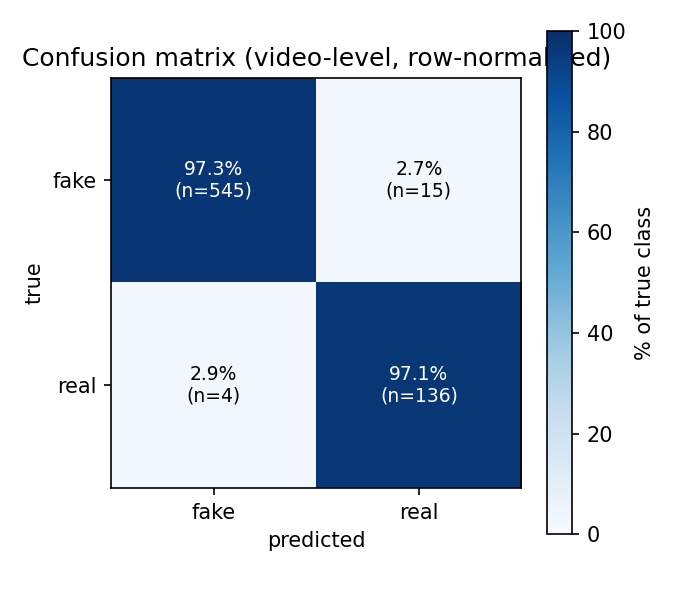 Confusion matrix (video-level, row-normalized)
97.3%
(n=545)
2.7%
(n=15)
2.9%
(n=4)
97.1%
(n=136)
fake
real
true
fake
real
predicted
100
80
60
40
20
0
% of true class